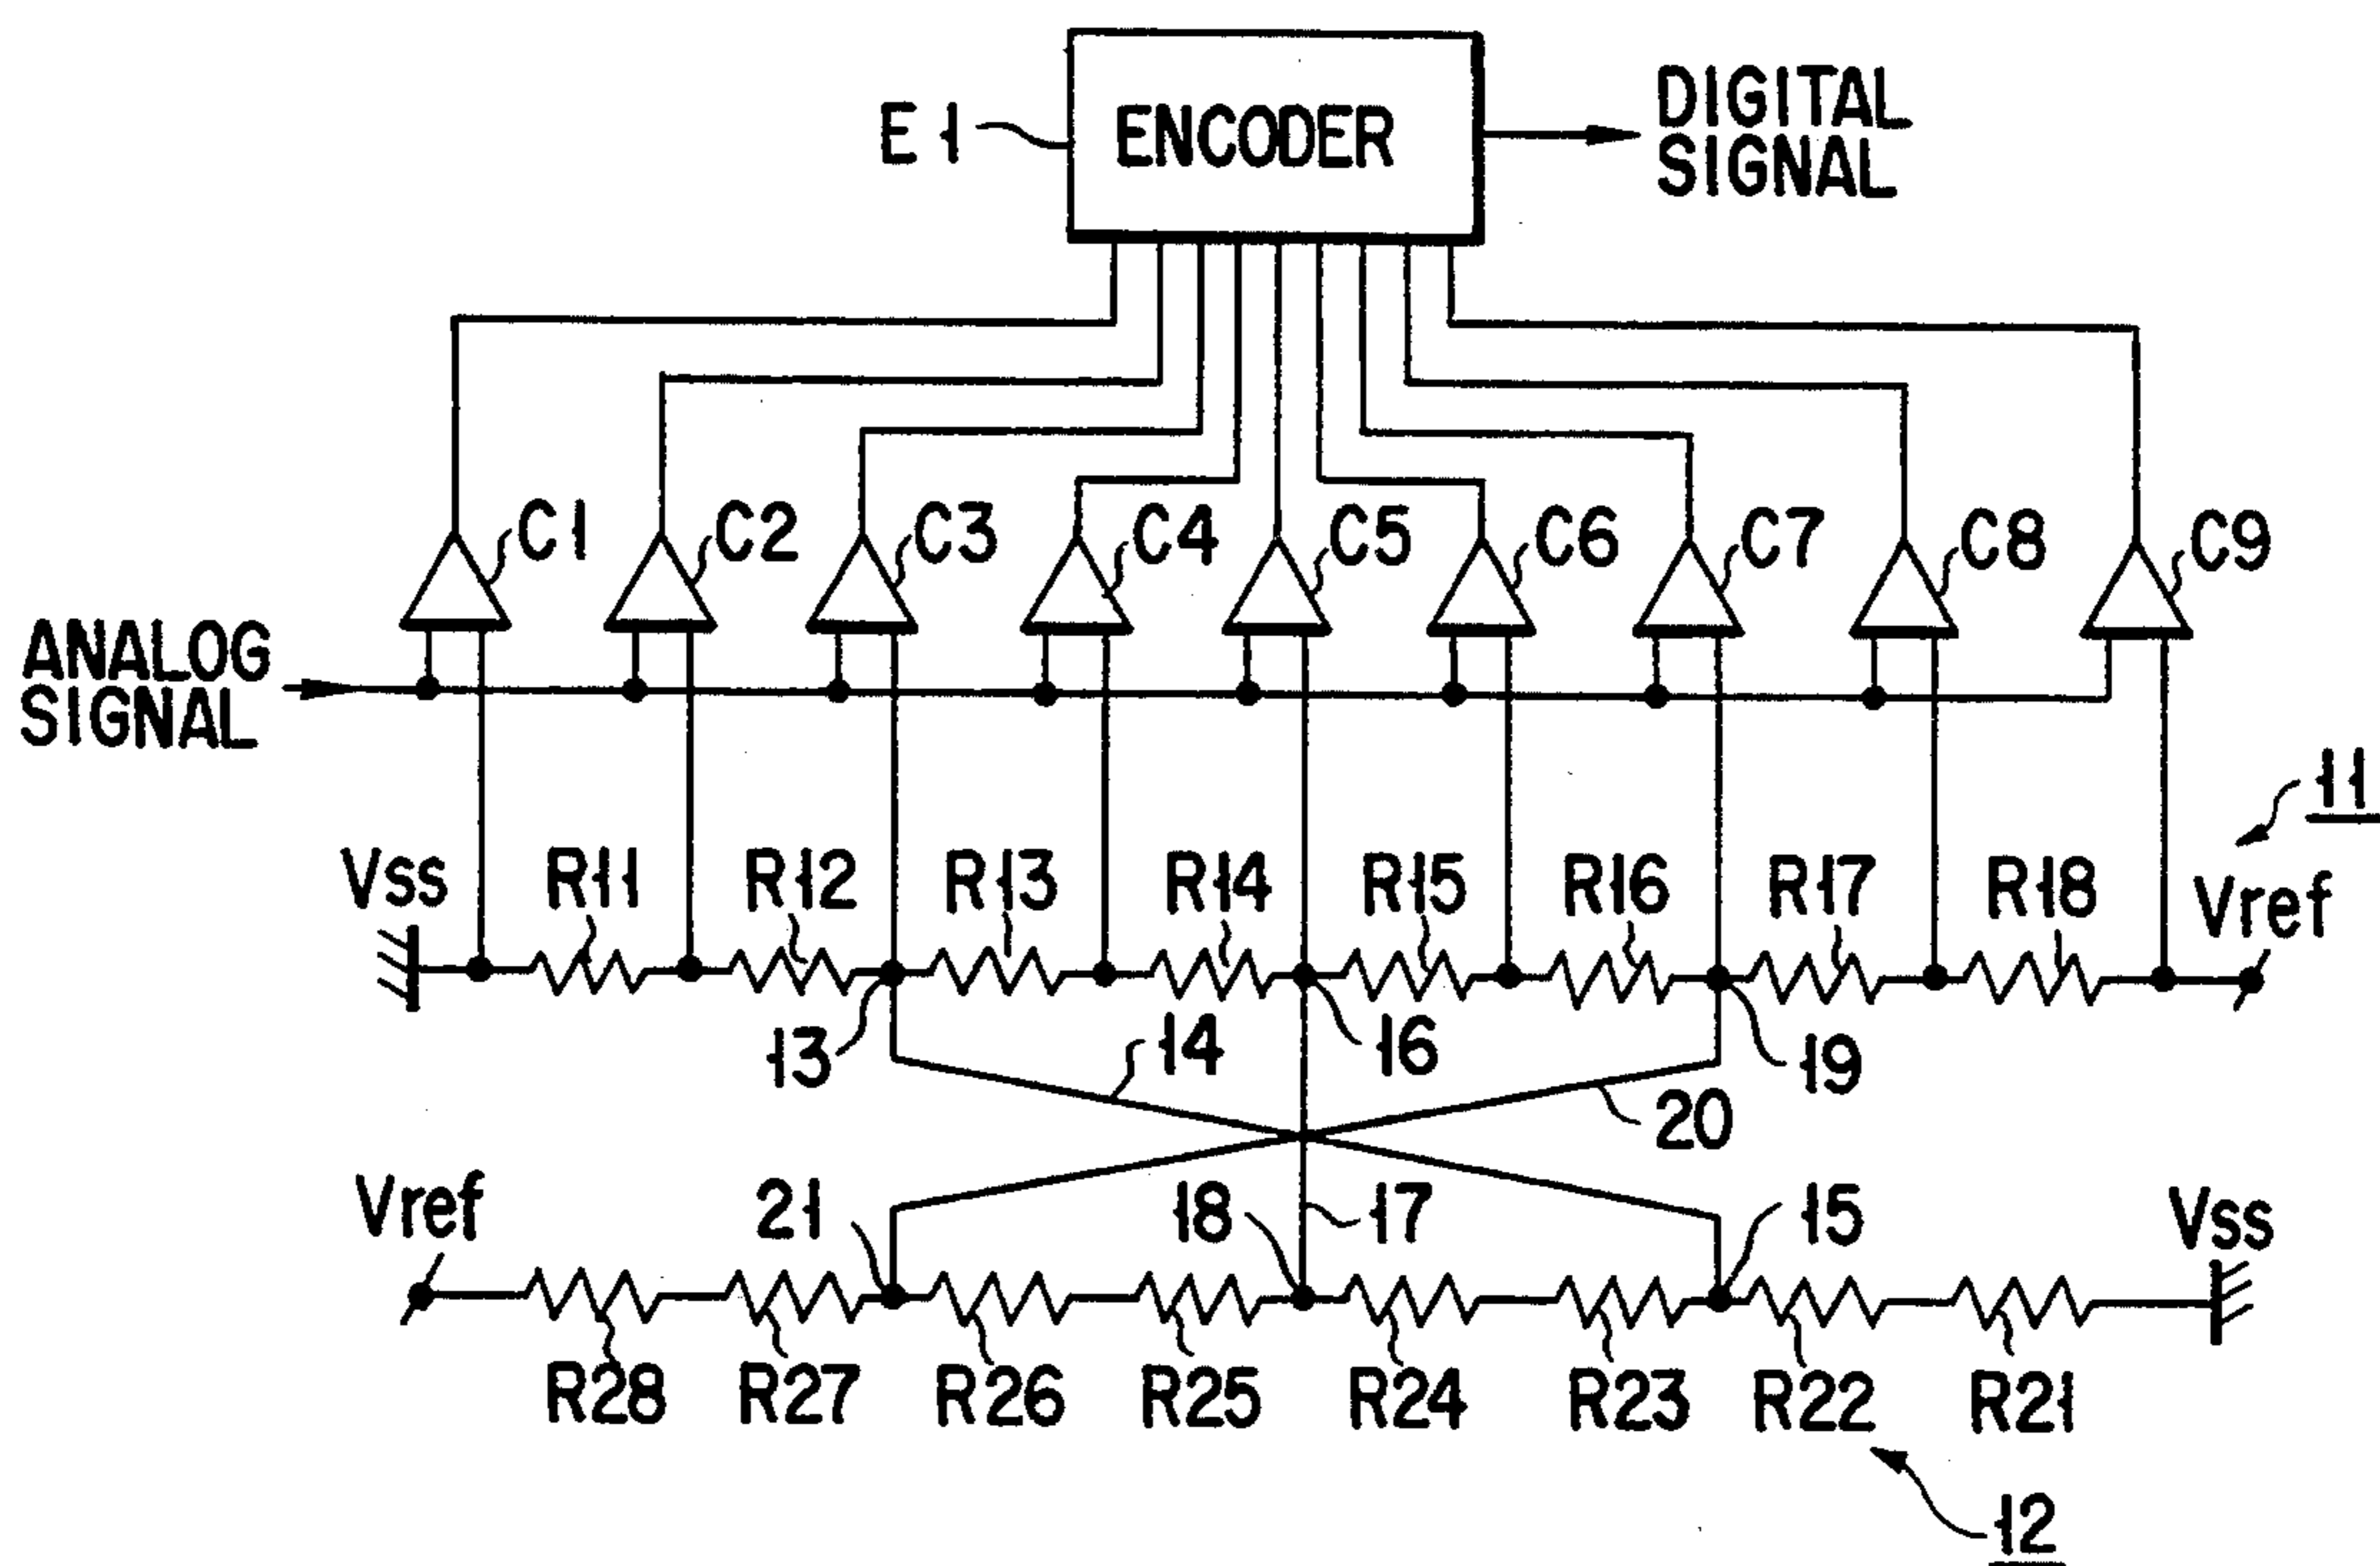 E1
ENCODER
DIGITAL
SIGNAL
C1
C2
C3
C4
C5
C6
C7
C8
C9
ANALOG
SIGNAL
11
Vss
R11
R12
R13
R14
R15
R16
R17
R18
Vref
13
14
16
19
20
Vref
21
18
17
15
Vss
R28
R27
R26
R25
R24
R23
R22
R21
12